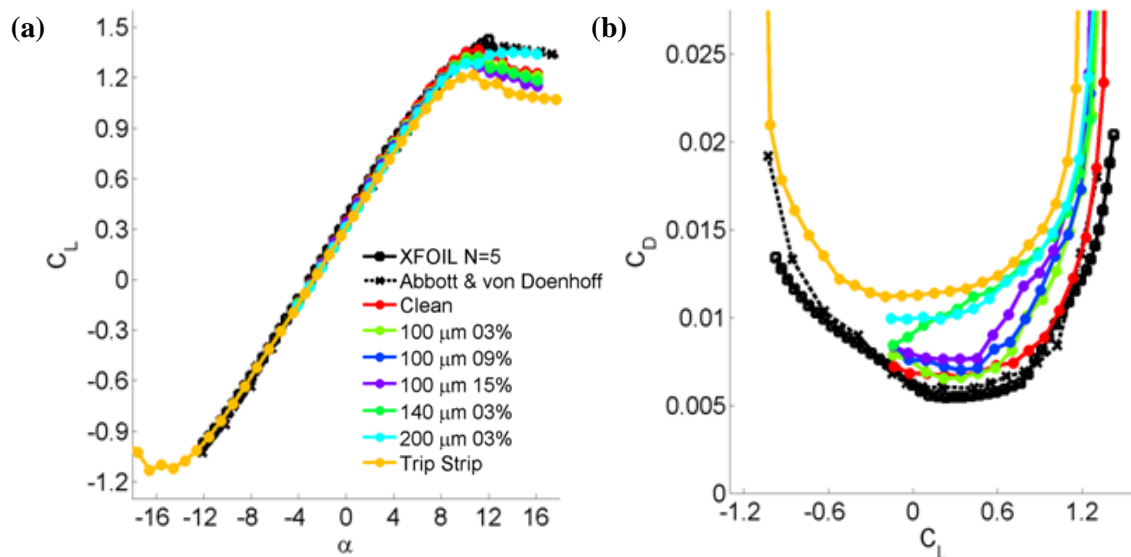 (a)
1.5
1.2
0.9
0.6
0.3
0
-0.3
-0.6
-0.9
-1.2
C_L
-16 -12 -8 -4 0 4 8 12 16
α
XFOIL N=5
Abbott & von Doenhoff
Clean
100 μm 03%
100 μm 09%
100 μm 15%
140 μm 03%
200 μm 03%
Trip Strip
(b)
0.025
0.02
0.015
0.01
0.005
0
C_D
-1.2 -0.6 0 0.6 1.2
C_L